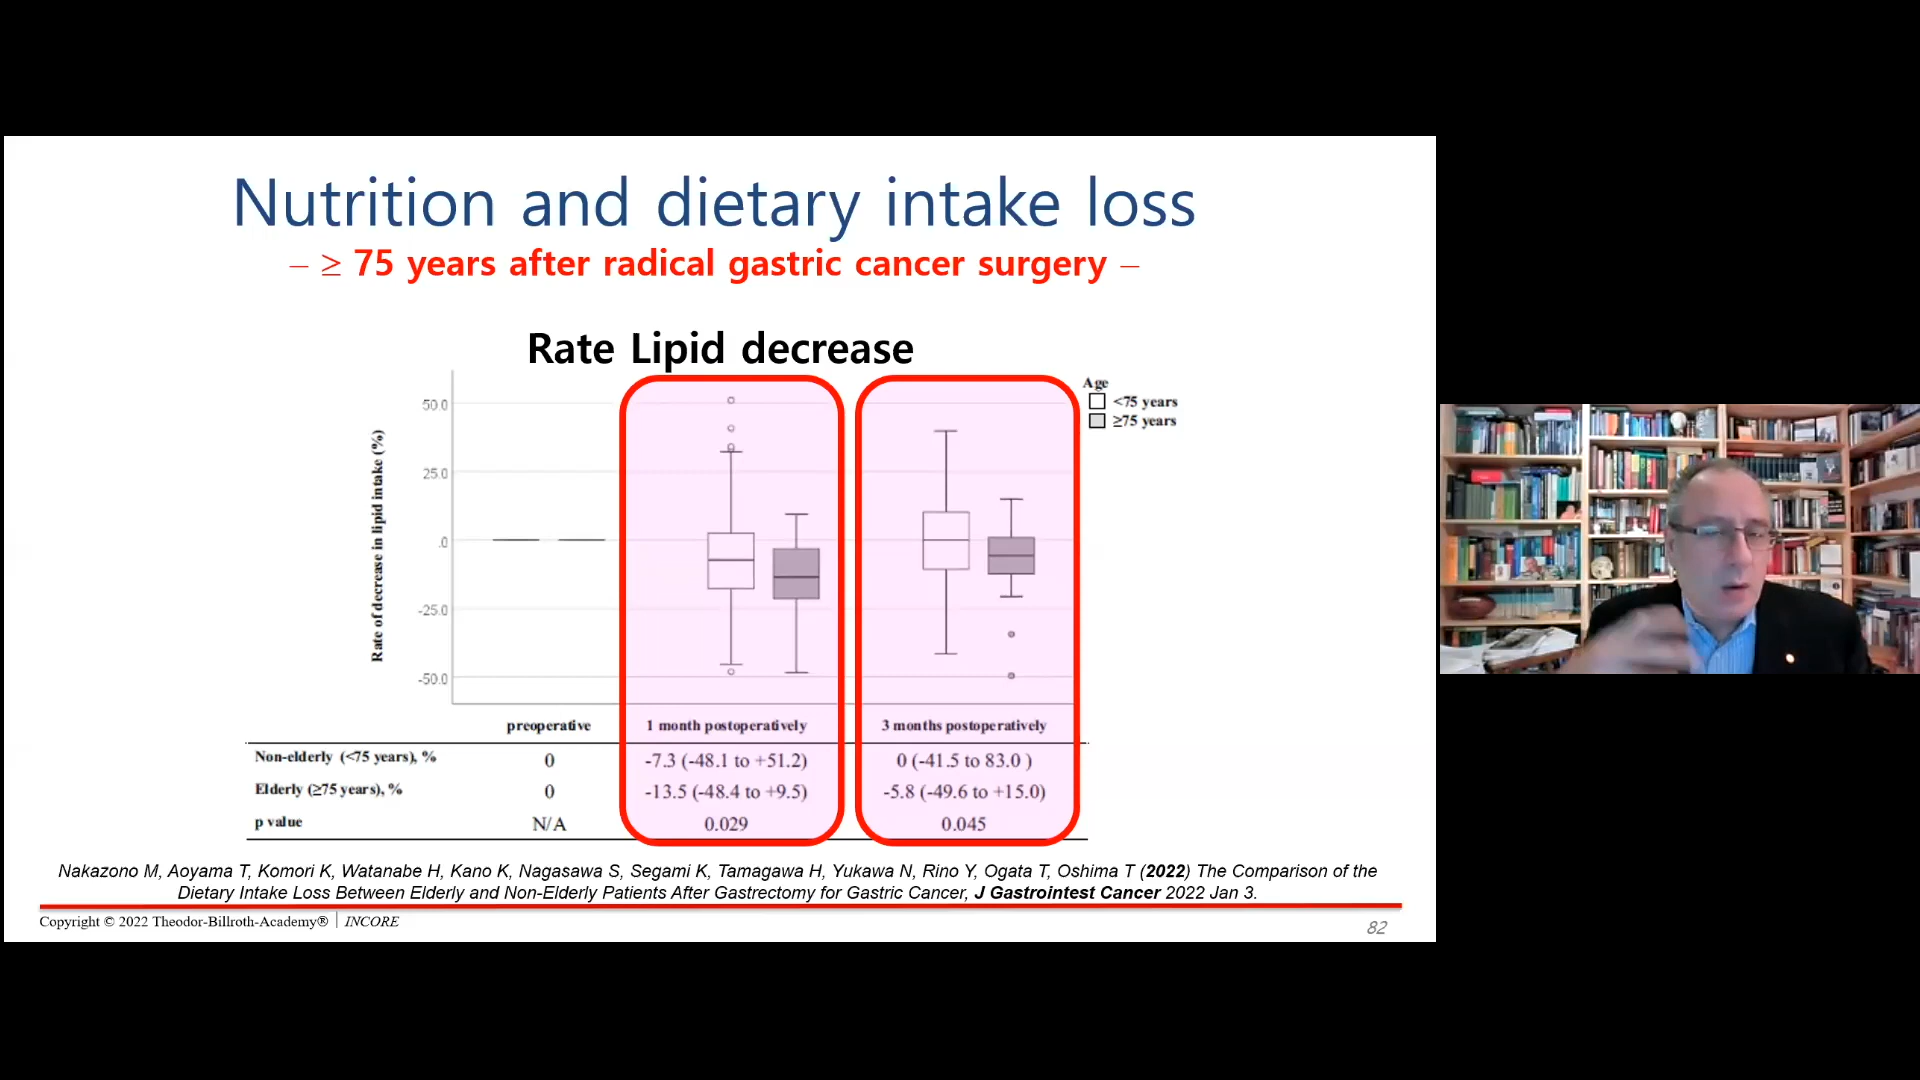 Nutrition and dietary intake loss
– ≥ 75 years after radical gastric cancer surgery –
Rate Lipid decrease
Rate of decrease in lipid intake (%)
50.0
25.0
.0
-25.0
-50.0
Age
<75 years
≥75 years
preoperative 1 month postoperatively 3 months postoperatively
Non-elderly (<75 years), % 0 -7.3 (-48.1 to +51.2) 0 (-41.5 to 83.0 )
Elderly (≥75 years), % 0 -13.5 (-48.4 to +9.5) -5.8 (-49.6 to +15.0)
p value N/A 0.029 0.045
Nakazono M, Aoyama T, Komori K, Watanabe H, Kano K, Nagasawa S, Segami K, Tamagawa H, Yukawa N, Rino Y, Ogata T, Oshima T (2022) The Comparison of the
Dietary Intake Loss Between Elderly and Non-Elderly Patients After Gastrectomy for Gastric Cancer, J Gastrointest Cancer 2022 Jan 3.
Copyright © 2022 Theodor-Billroth-Academy® | INCORE
82